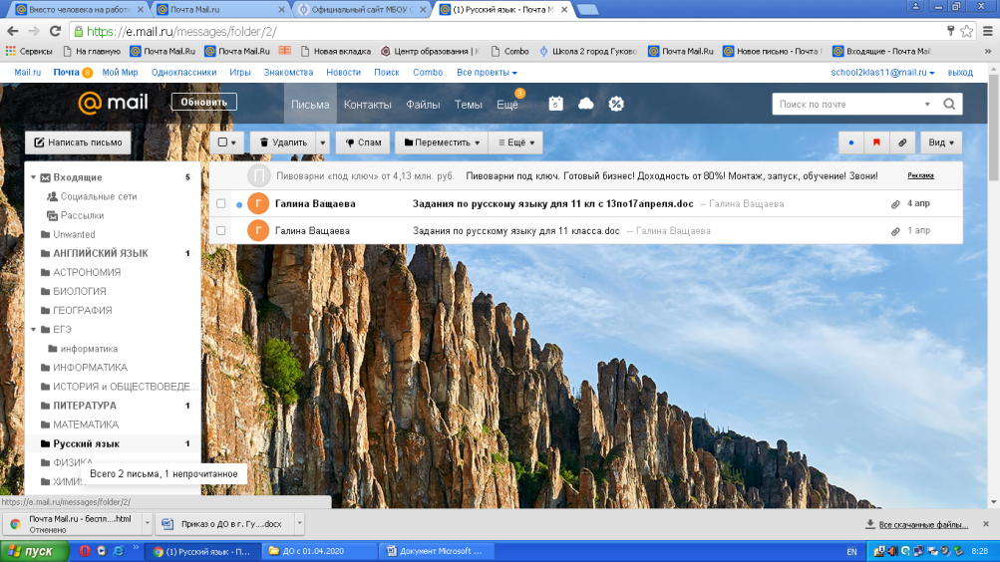 Вместо человека на работе
Почта Mail.ru
Официальный сайт МБОУ С
(1) Русский язык - Почта M
https://e.mail.ru/messages/folder/2/
Сервисы На главную Почта Mail.Ru Почта Mail.Ru Новая вкладка Центр образования | К Combo Школа 2 город Гуково Почта Mail.Ru Новое письмо - Почта Входящие - Почта Mail
Mail.ru Почта 8 Мой Мир Одноклассники Игры Знакомства Новости Поиск Combo Все проекты school2klas11@mail.ru выход
@mail Обновить Письма Контакты Файлы Темы Ещё 3 Поиск по почте
Написать письмо Удалить Спам Переместить Ещё Вид
Входящие 5
Социальные сети
Рассылки
Unwanted
АНГЛИЙСКИЙ ЯЗЫК 1
АСТРОНОМИЯ
БИОЛОГИЯ
ГЕОГРАФИЯ
ЕГЭ
информатика
ИНФОРМАТИКА
ИСТОРИЯ и ОБЩЕСТВОВЕДЕ...
ЛИТЕРАТУРА 1
МАТЕМАТИКА
Русский язык 1
ФИЗИКА
ХИМИ
Всего 2 письма, 1 непрочитанное
П Пивоварни «под ключ» от 4,13 млн. руб. Пивоварни под ключ. Готовый бизнес! Доходность от 80%! Монтаж, запуск, обучение! Звони! Реклама
Г Галина Ващаева Задания по русскому языку для 11 кл с 13по17апреля.doc -- Галина Ващаева 4 апр
Г Галина Ващаева Задания по русскому языку для 11 класса.doc -- Галина Ващаева 1 апр
https://e.mail.ru/messages/folder/2/
Почта Mail.ru - беспл....html
Отменено
Приказ о ДО в г. Гу....docx
Все скачанные файлы...
пуск (1) Русский язык - П... ДО с 01.04.2020 Документ Microsoft ... EN 8:28